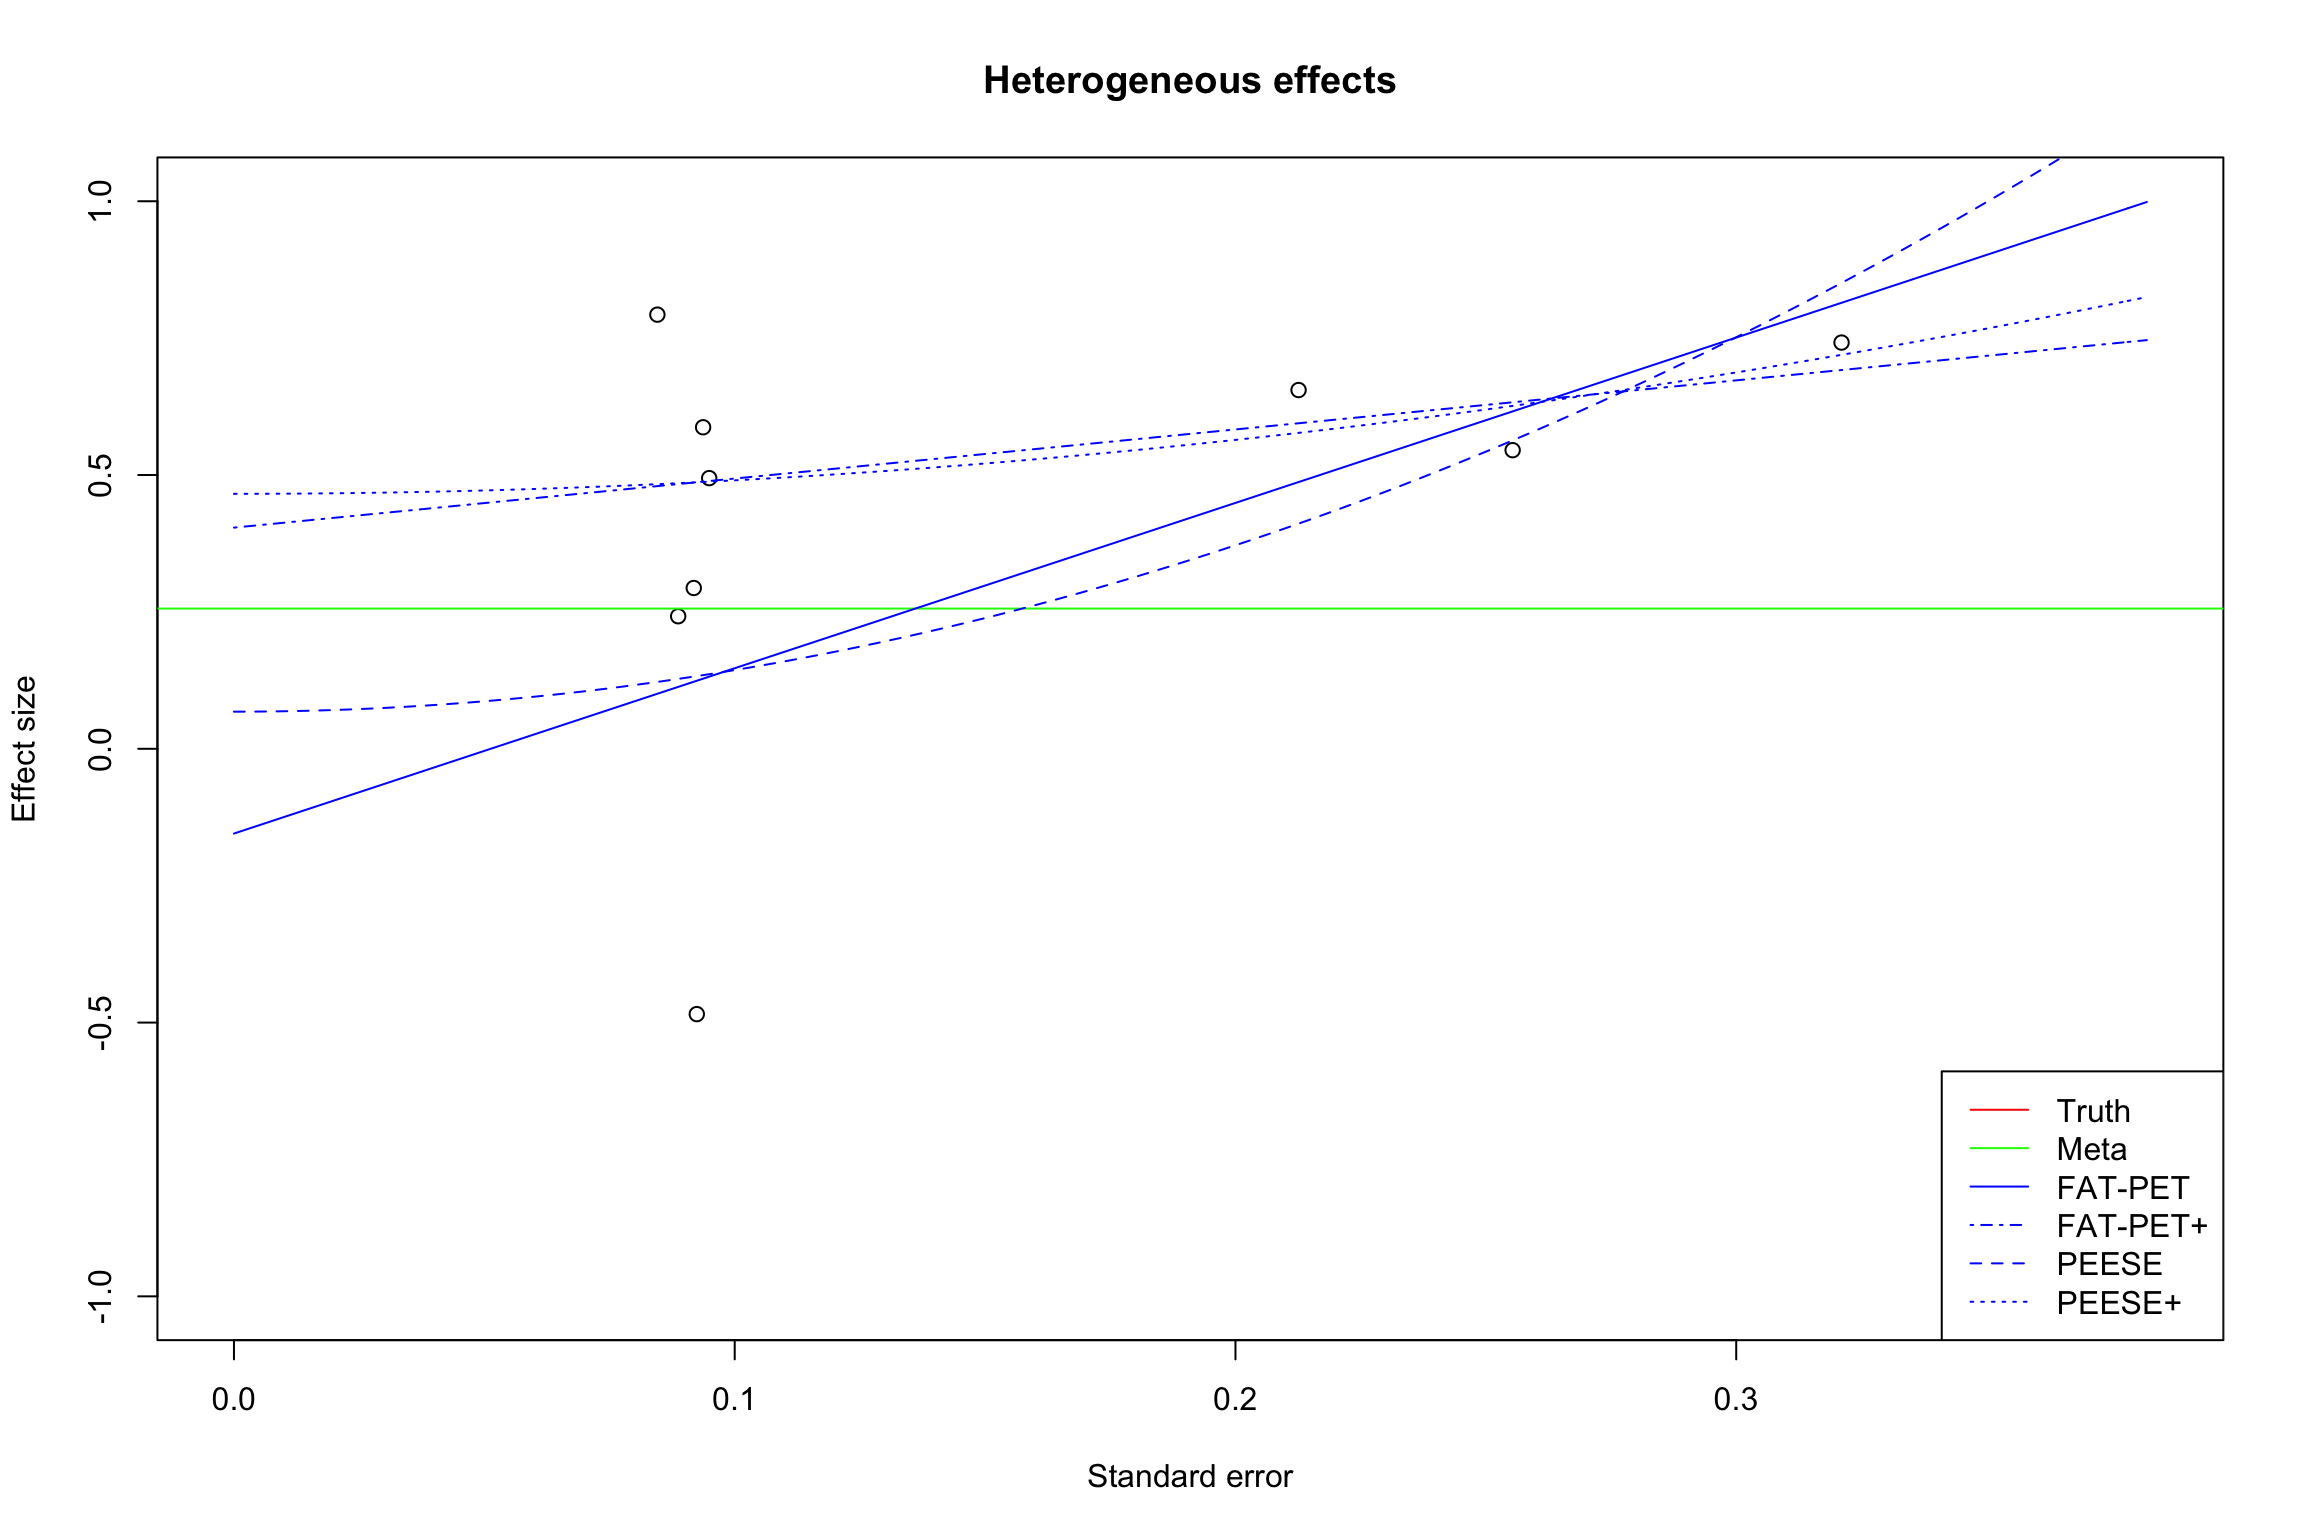 Heterogeneous effects
Effect size
1.0
0.5
0.0
-0.5
-1.0
0.0
0.1
0.2
0.3
Standard error
Truth
Meta
FAT-PET
FAT-PET+
PEESE
PEESE+